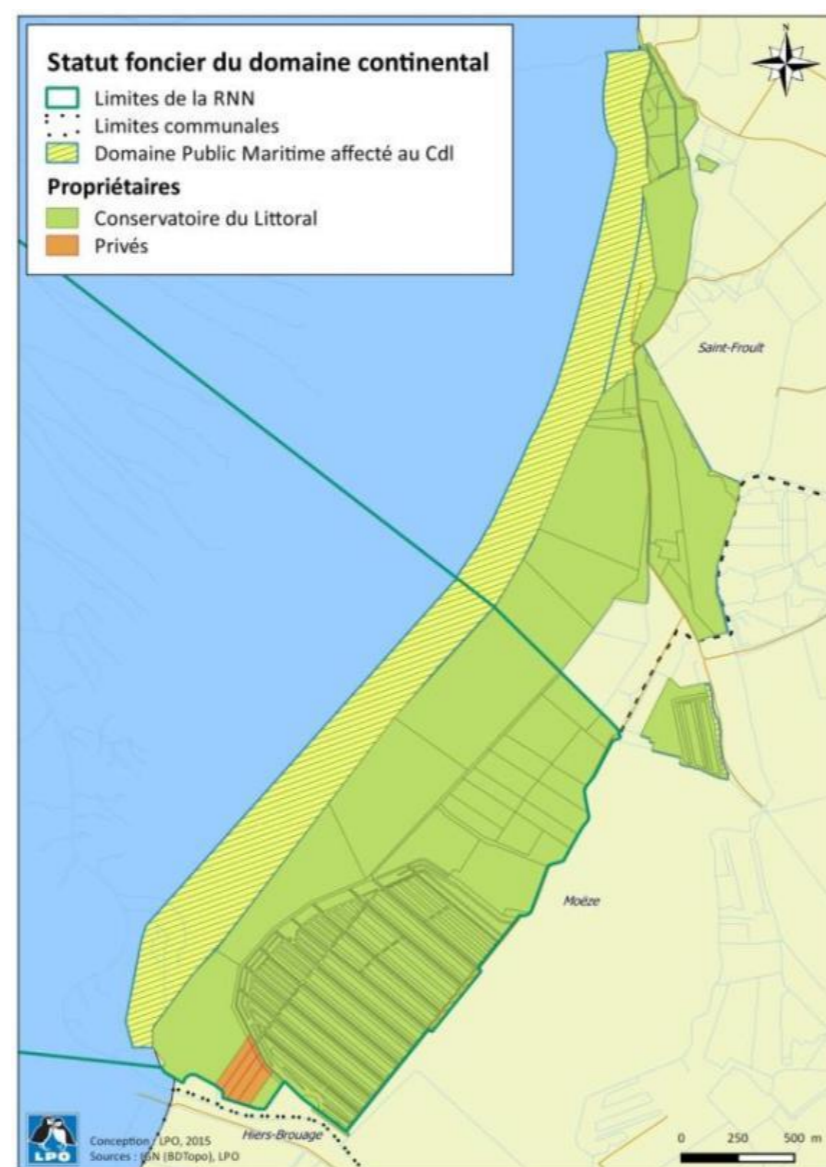 Statut foncier du domaine continental
Limites de la RNN
Limites communales
Domaine Public Maritime affecté au Cdl
Propriétaires
Conservatoire du Littoral
Privés
N
Saint-Froult
Moëze
Hiers-Brouage
LPO
Conception : LPO, 2015
Sources : IGN (BDTopo), LPO
0 250 500 m